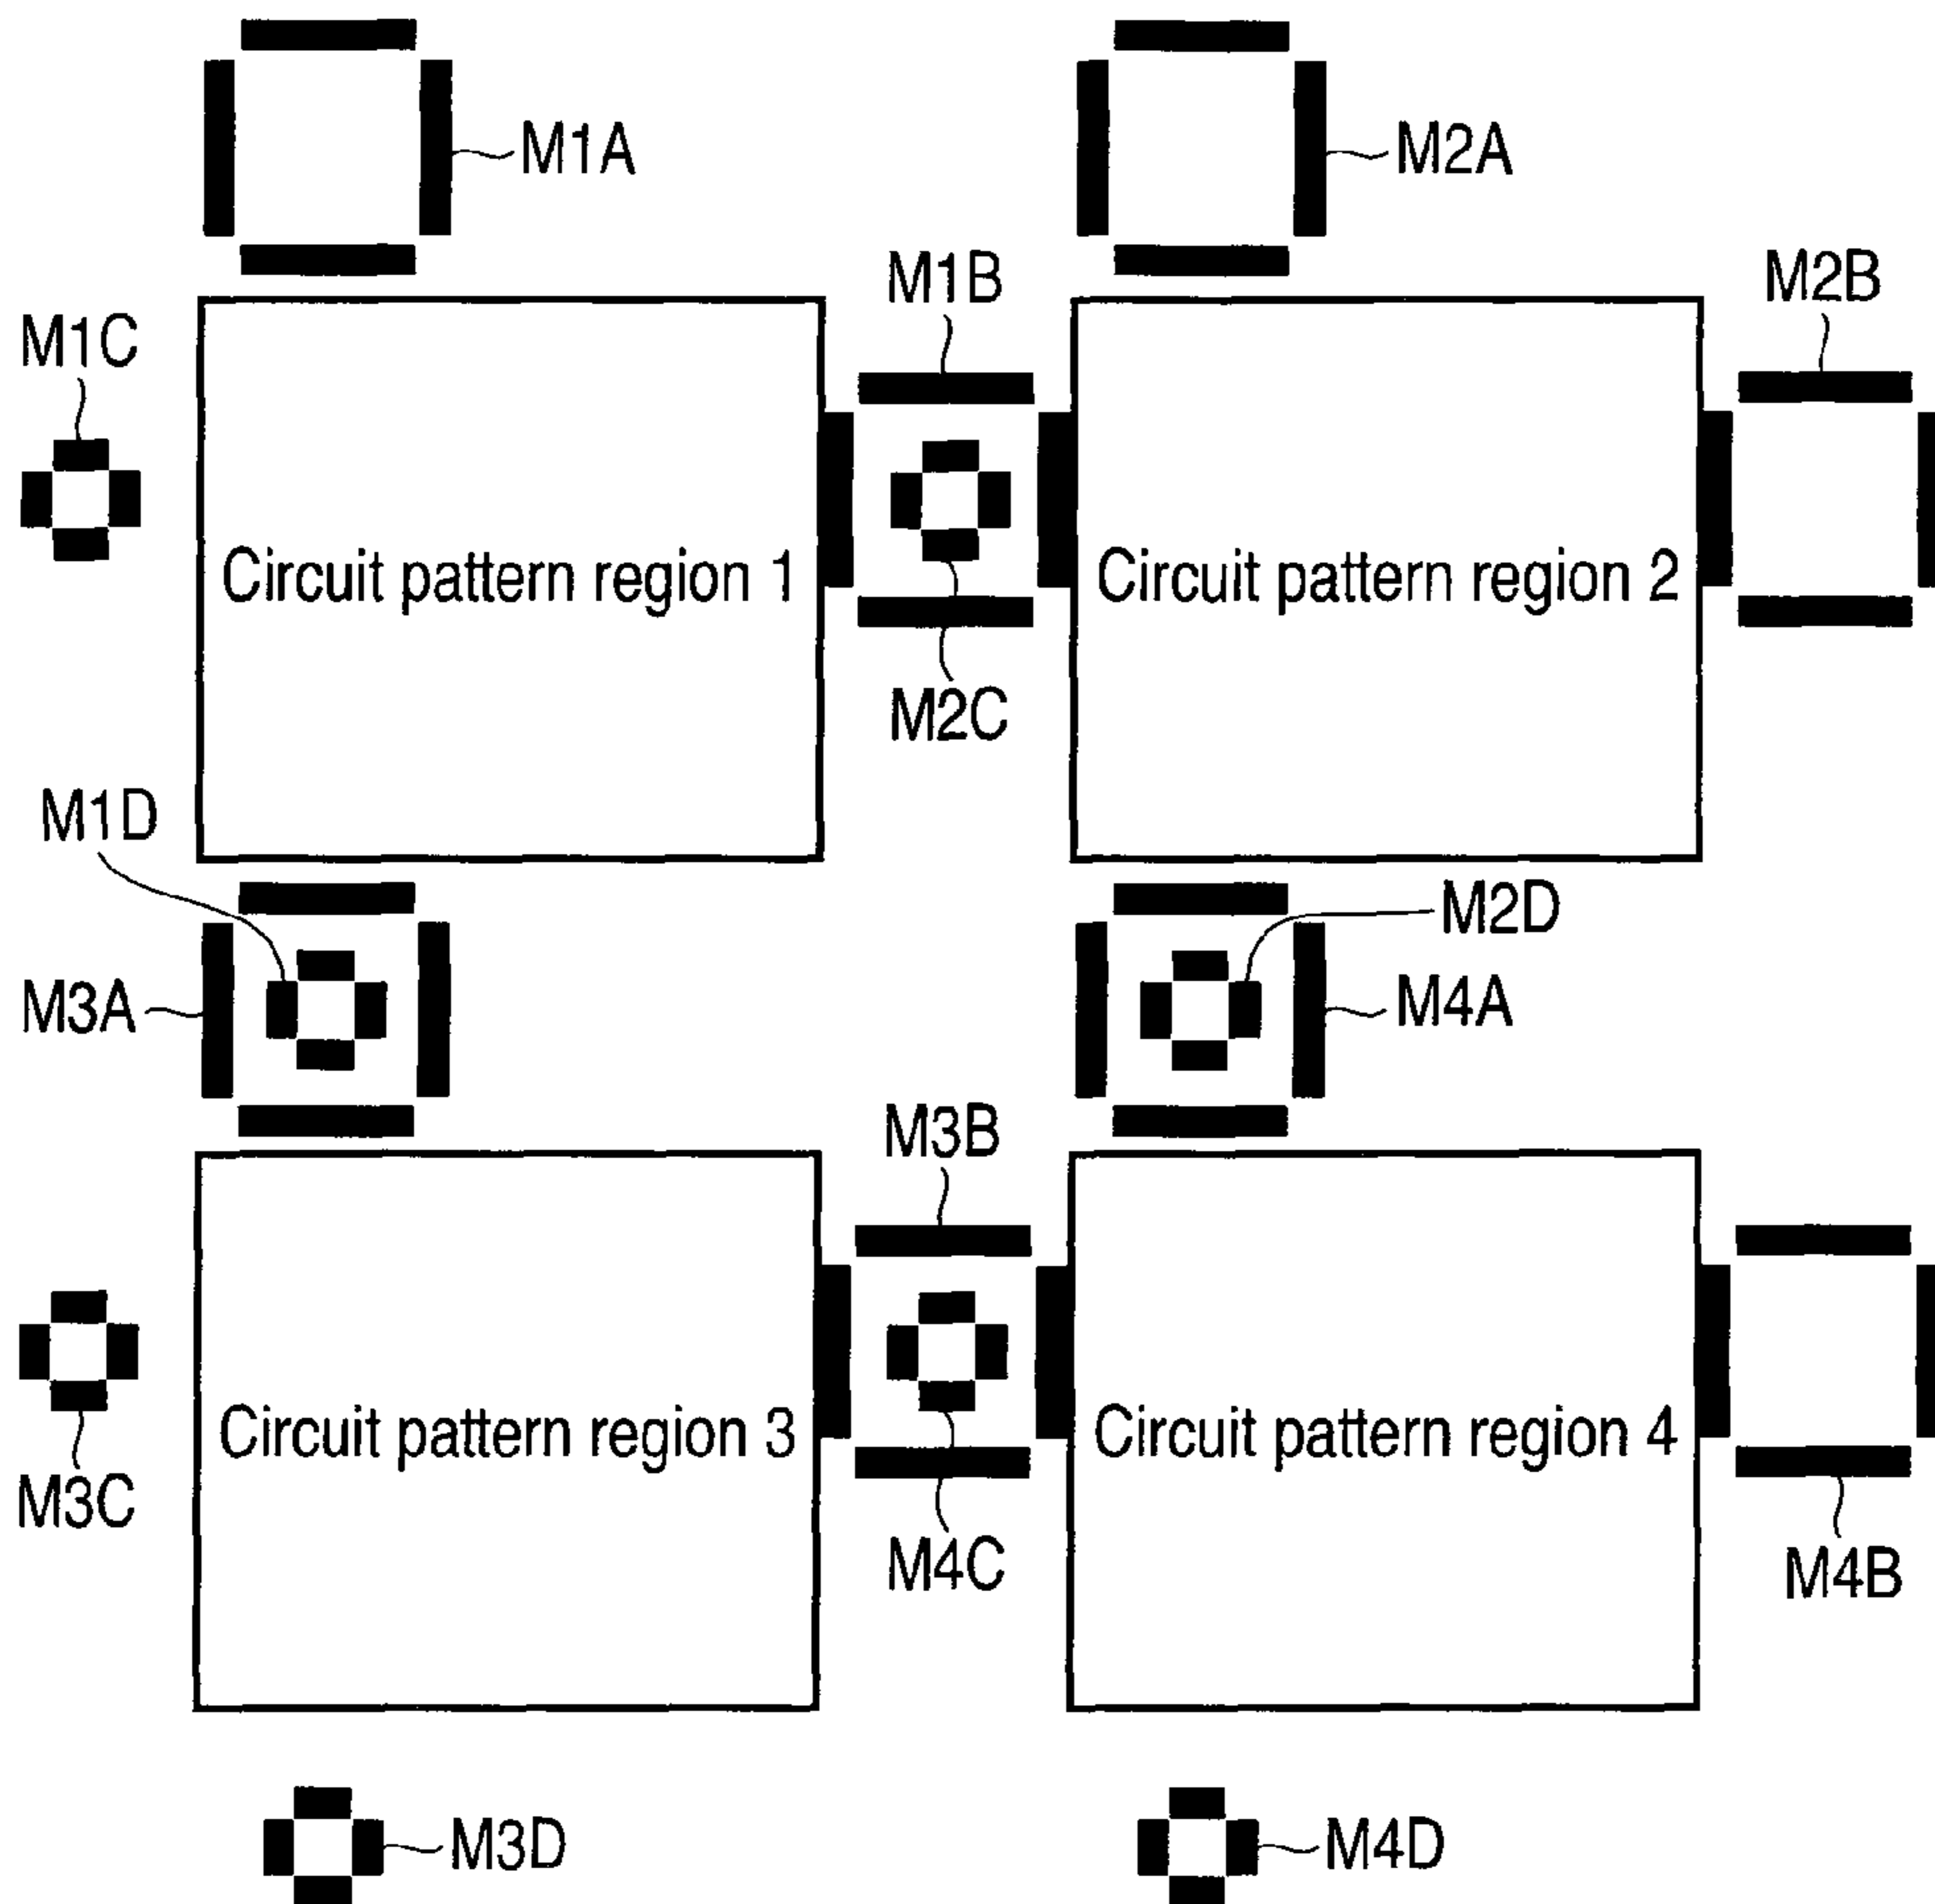 M1A
M2A
M1B
M2B
M1C
Circuit pattern region 1
Circuit pattern region 2
M2C
M1D
M2D
M3A
M4A
M3B
Circuit pattern region 3
Circuit pattern region 4
M3C
M4C
M4B
M3D
M4D